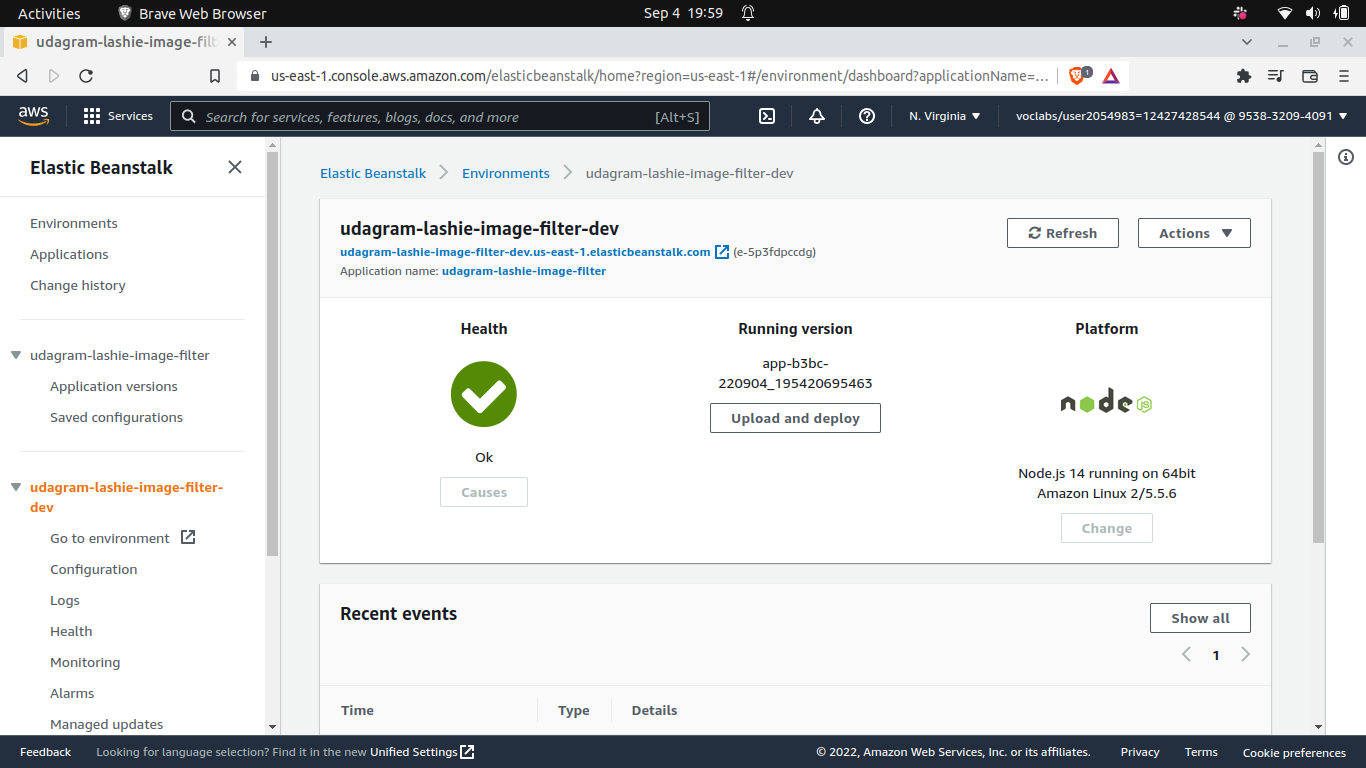 Activities
Brave Web Browser
Sep 4 19:59
udagram-lashie-image-filt
us-east-1.console.aws.amazon.com/elasticbeanstalk/home?region=us-east-1#/environment/dashboard?applicationName=…
1
aws
Services
Search for services, features, blogs, docs, and more
[Alt+S]
N. Virginia
voclabs/user2054983=12427428544 @ 9538-3209-4091
Elastic Beanstalk
Environments
Applications
Change history
udagram-lashie-image-filter
Application versions
Saved configurations
udagram-lashie-image-filter-
dev
Go to environment
Configuration
Logs
Health
Monitoring
Alarms
Managed updates
Elastic Beanstalk
Environments
udagram-lashie-image-filter-dev
udagram-lashie-image-filter-dev
udagram-lashie-image-filter-dev.us-east-1.elasticbeanstalk.com (e-5p3fdpccdg)
Application name: udagram-lashie-image-filter
Refresh
Actions
Health
Ok
Causes
Running version
app-b3bc-
220904_195420695463
Upload and deploy
Platform
node
JS
Node.js 14 running on 64bit
Amazon Linux 2/5.5.6
Change
Recent events
Show all
1
Time
Type
Details
Feedback
Looking for language selection? Find it in the new Unified Settings
© 2022, Amazon Web Services, Inc. or its affiliates.
Privacy
Terms
Cookie preferences